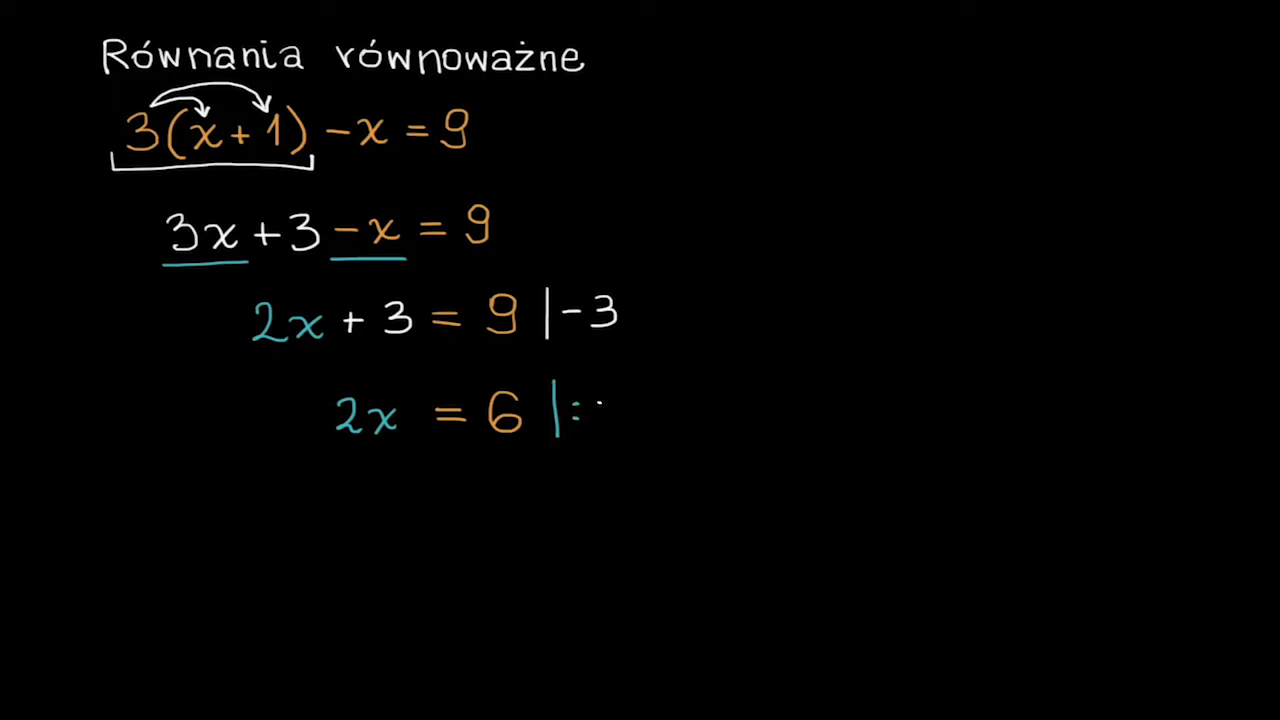 Równania równoważne
3(x+1)-x=9
3x+3-x=9
2x+3=9|-3
2x=6|: